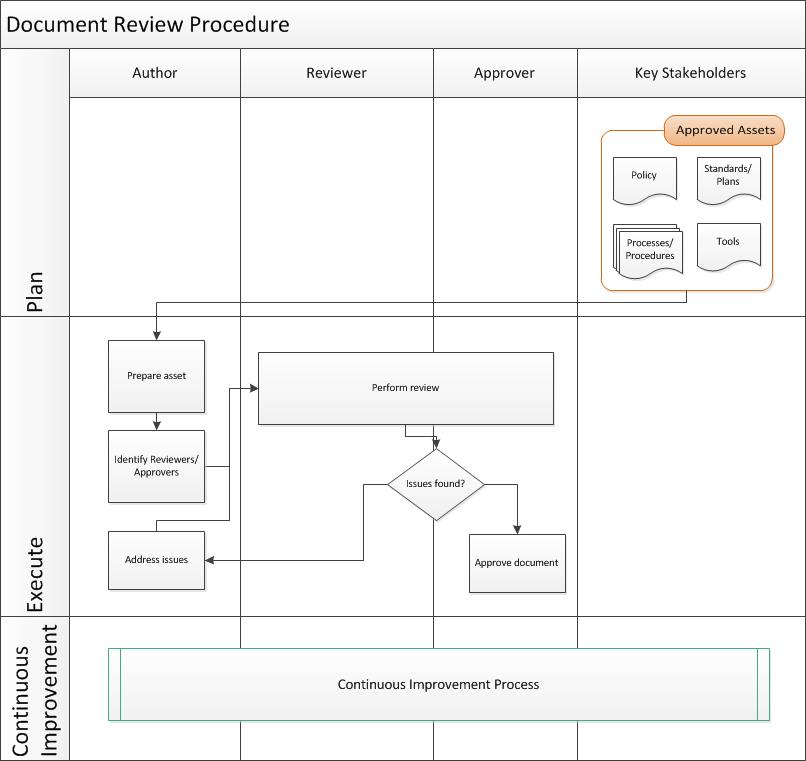 Document Review Procedure
Author
Reviewer
Approver
Key Stakeholders
Plan
Approved Assets
Policy
Standards/
Plans
Processes/
Procedures
Tools
Execute
Prepare asset
Identify Reviewers/
Approvers
Address issues
Perform review
Issues found?
Approve document
Continuous
Improvement
Continuous Improvement Process